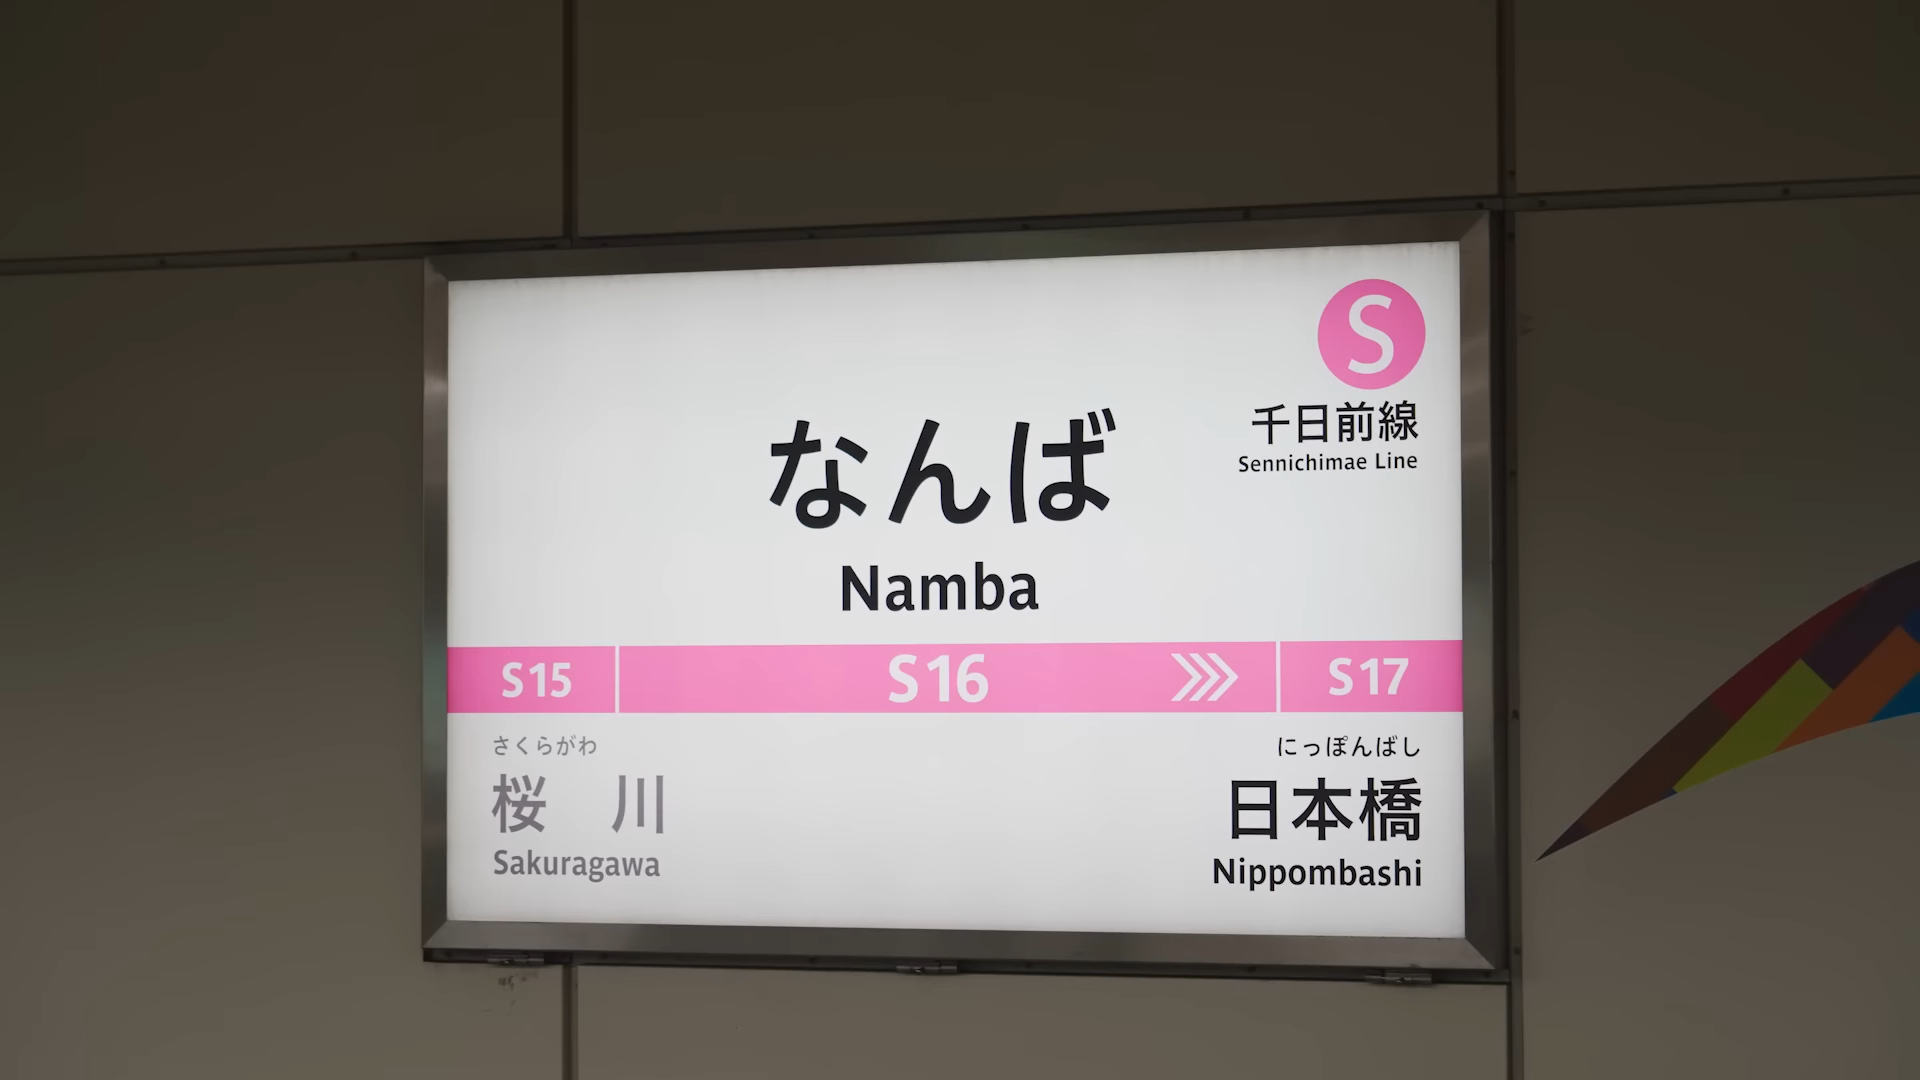 S
千日前線
Sennichimae Line
なんば
Namba
S15
S16
S17
さくらがわ
桜 川
Sakuragawa
にっぽんばし
日本橋
Nippombashi